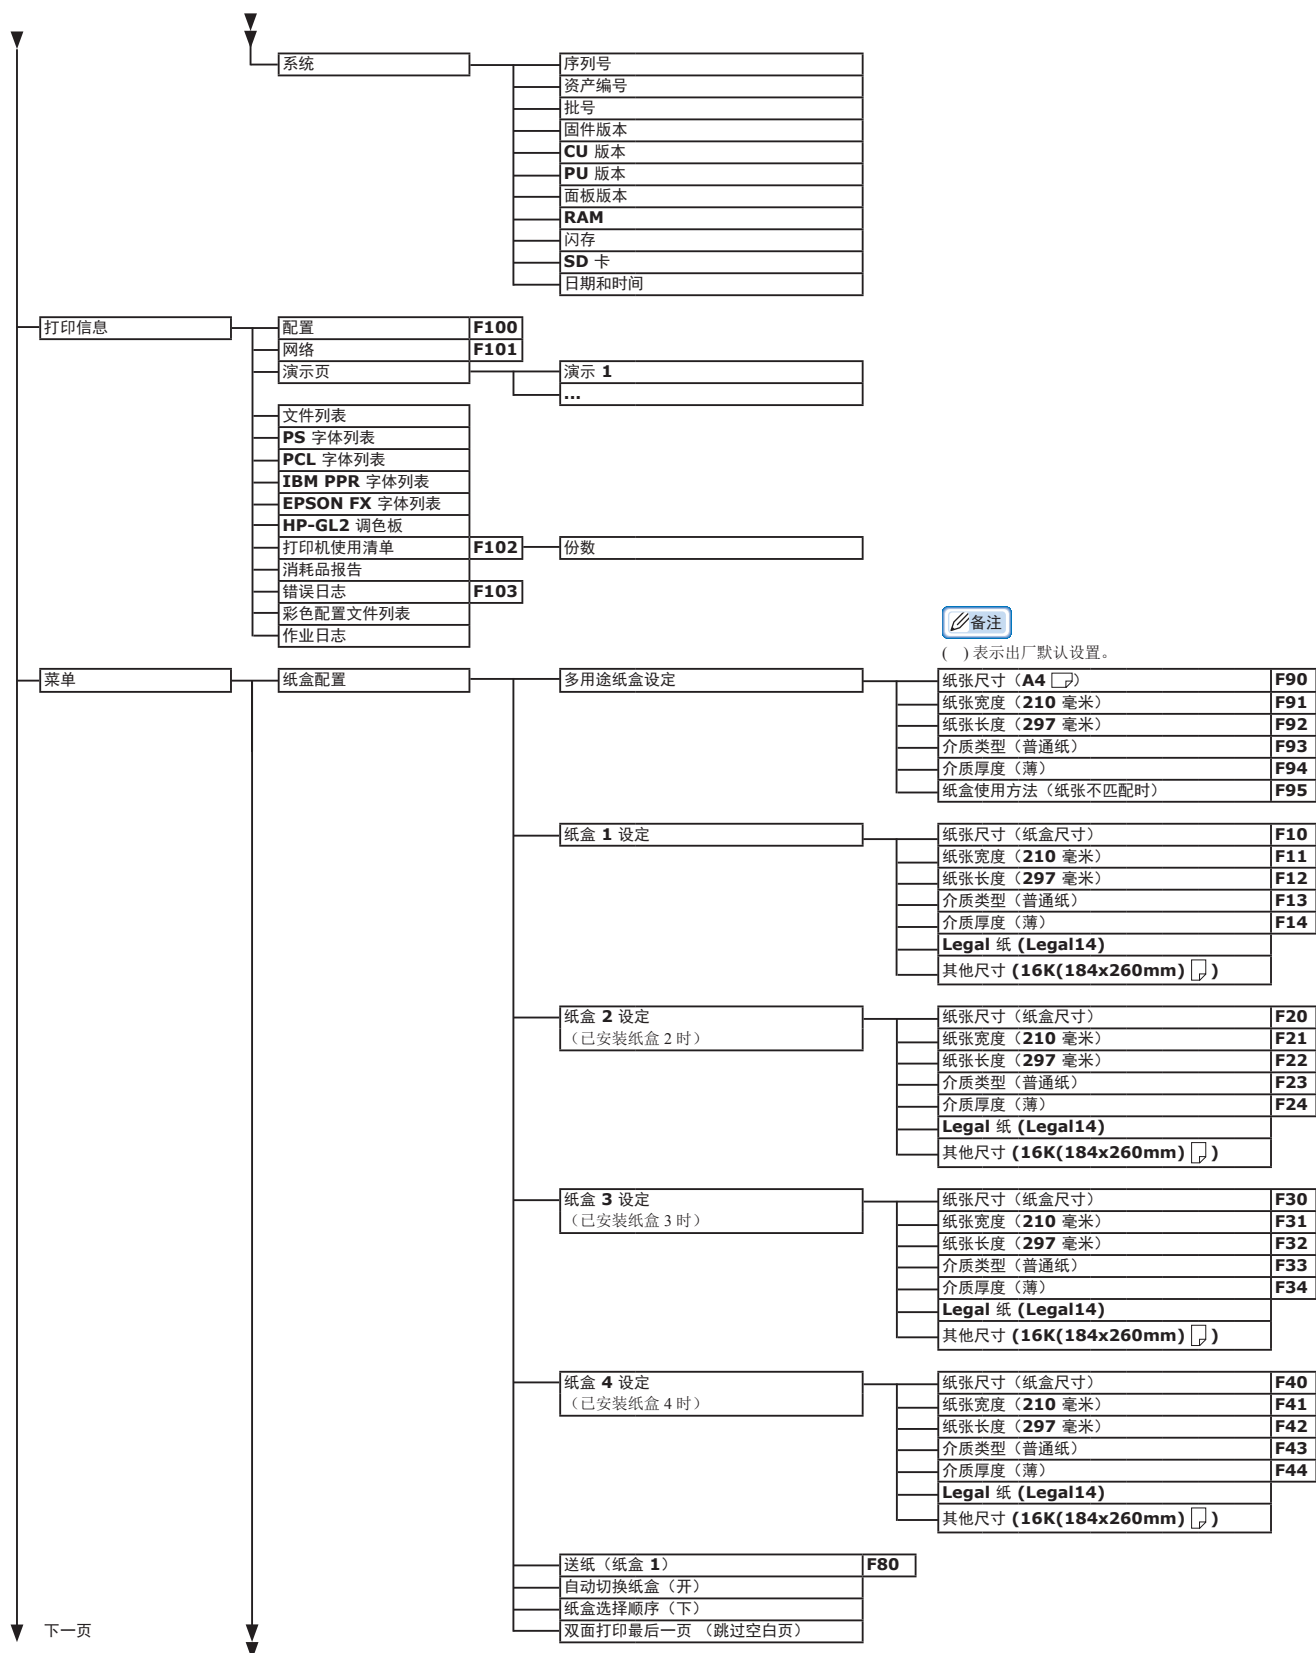 系统
序列号
资产编号
批号
固件版本
CU 版本
PU 版本
面板版本
RAM
闪存
SD 卡
日期和时间
打印信息
配置 F100
网络 F101
演示页
演示 1
...
文件列表
PS 字体列表
PCL 字体列表
IBM PPR 字体列表
EPSON FX 字体列表
HP-GL2 调色板
打印机使用清单 F102 份数
消耗品报告
错误日志 F103
彩色配置文件列表
作业日志
备注
( ) 表示出厂默认设置。
菜单
纸盒配置
多用途纸盒设定
纸张尺寸（A4） F90
纸张宽度（210 毫米） F91
纸张长度（297 毫米） F92
介质类型（普通纸） F93
介质厚度（薄） F94
纸盒使用方法（纸张不匹配时） F95
纸盒 1 设定
纸张尺寸（纸盒尺寸） F10
纸张宽度（210 毫米） F11
纸张长度（297 毫米） F12
介质类型（普通纸） F13
介质厚度（薄） F14
Legal 纸 (Legal14)
其他尺寸 (16K(184x260mm) )
纸盒 2 设定
（已安装纸盒 2 时）
纸张尺寸（纸盒尺寸） F20
纸张宽度（210 毫米） F21
纸张长度（297 毫米） F22
介质类型（普通纸） F23
介质厚度（薄） F24
Legal 纸 (Legal14)
其他尺寸 (16K(184x260mm) )
纸盒 3 设定
（已安装纸盒 3 时）
纸张尺寸（纸盒尺寸） F30
纸张宽度（210 毫米） F31
纸张长度（297 毫米） F32
介质类型（普通纸） F33
介质厚度（薄） F34
Legal 纸 (Legal14)
其他尺寸 (16K(184x260mm) )
纸盒 4 设定
（已安装纸盒 4 时）
纸张尺寸（纸盒尺寸） F40
纸张宽度（210 毫米） F41
纸张长度（297 毫米） F42
介质类型（普通纸） F43
介质厚度（薄） F44
Legal 纸 (Legal14)
其他尺寸 (16K(184x260mm) )
送纸（纸盒 1） F80
自动切换纸盒（开）
纸盒选择顺序（下）
双面打印最后一页 （跳过空白页）
下一页